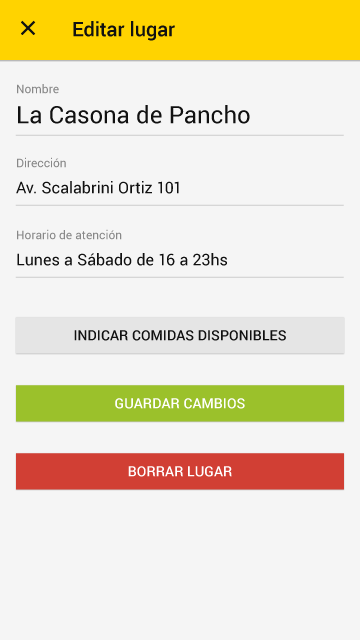 Editar lugar
Nombre
La Casona de Pancho
Dirección
Av. Scalabrini Ortiz 101
Horario de atención
Lunes a Sábado de 16 a 23hs
INDICAR COMIDAS DISPONIBLES
GUARDAR CAMBIOS
BORRAR LUGAR